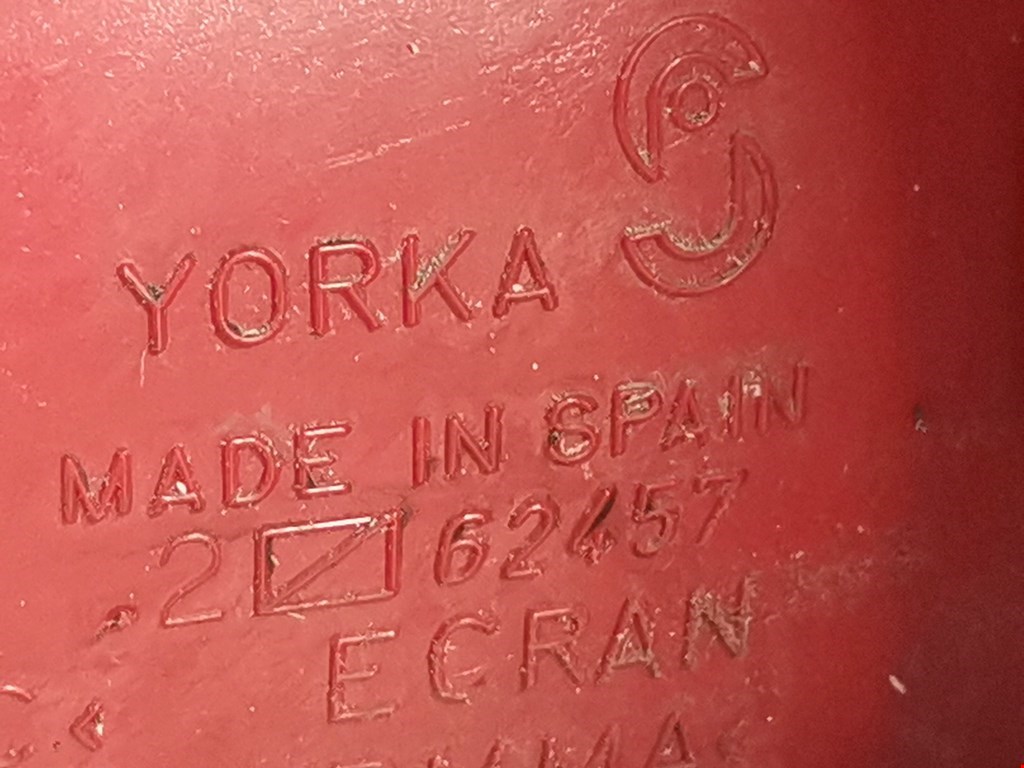 YORKA
MADE IN SPAIN
2 62457
ECRAN